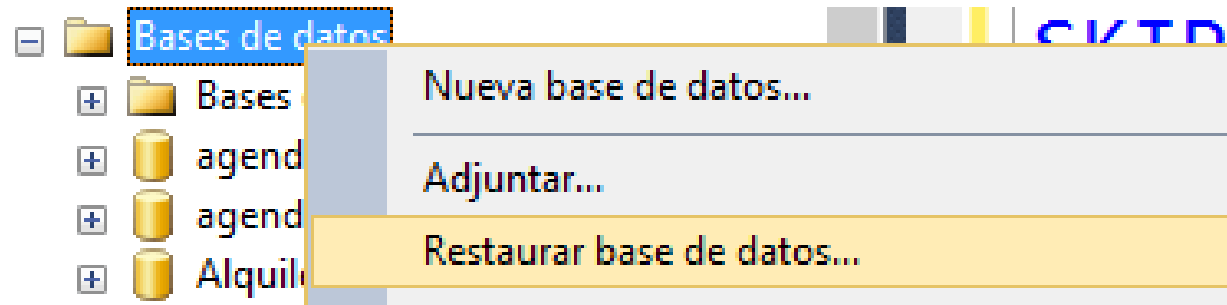 Bases de datos
Bases
Nueva base de datos...
agend
Adjuntar...
agend
Restaurar base de datos...
Alquil